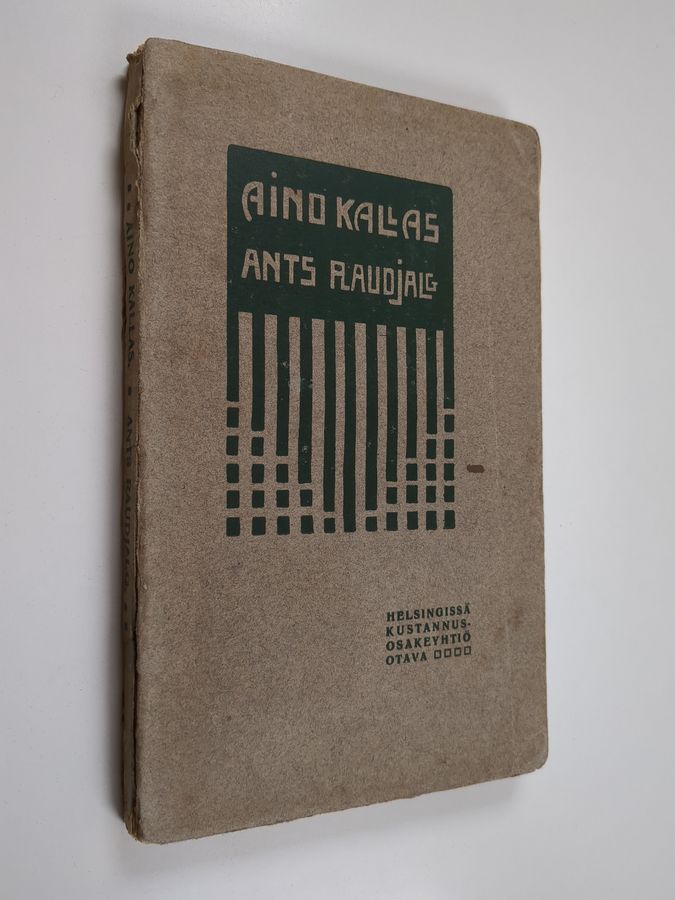 AINO KALLAS
ANTS RAUDJALG
HELSINGISSÄ
KUSTANNUS-
OSAKEYHTIÖ
OTAVA
AINO KALLAS • ANTS RAUDJALG